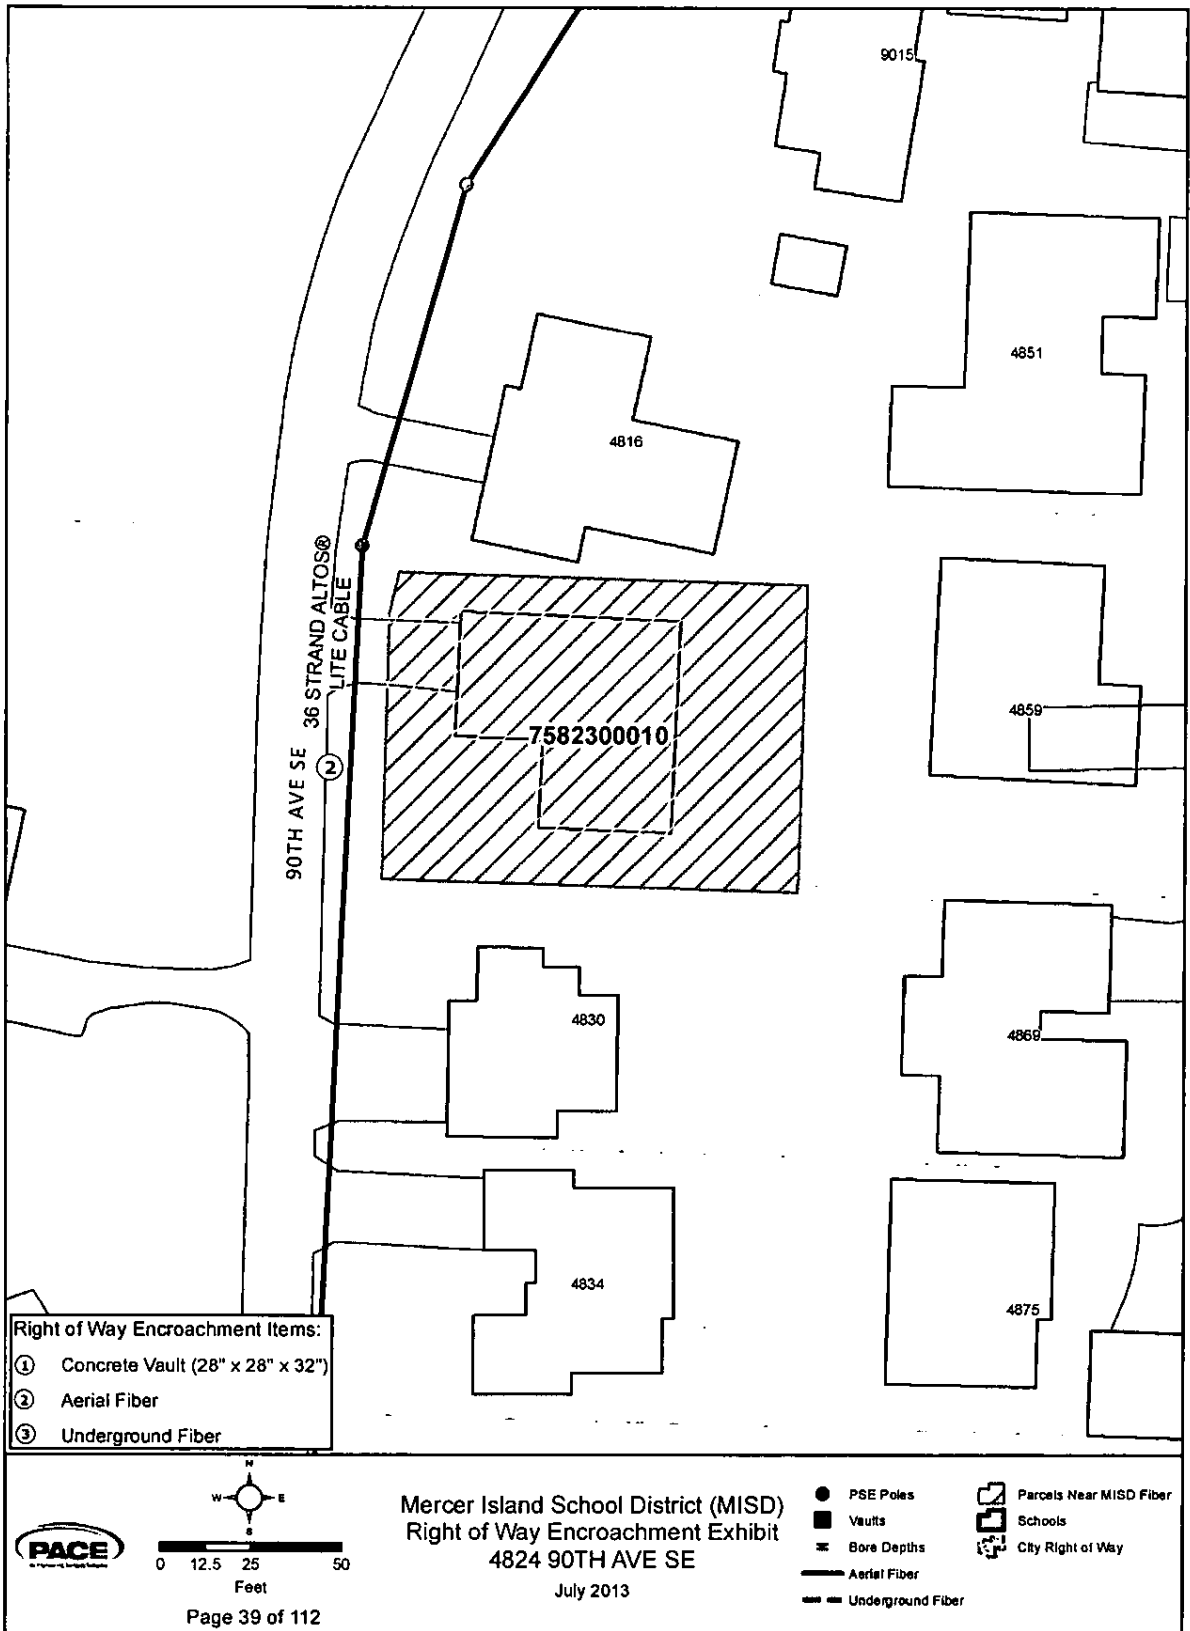 9015
4851
4816
36 STRAND ALTOS®
LITE CABLE
90TH AVE SE
2
7582300010
4859
4830
4869
4834
4875
Right of Way Encroachment Items:
1 Concrete Vault (28" x 28" x 32")
2 Aerial Fiber
3 Underground Fiber
N
W E
S
PACE
0 12.5 25 50
Feet
Page 39 of 112
Mercer Island School District (MISD)
Right of Way Encroachment Exhibit
4824 90TH AVE SE
July 2013
PSE Poles
Vaults
Bore Depths
Aerial Fiber
Underground Fiber
Parcels Near MISD Fiber
Schools
City Right of Way